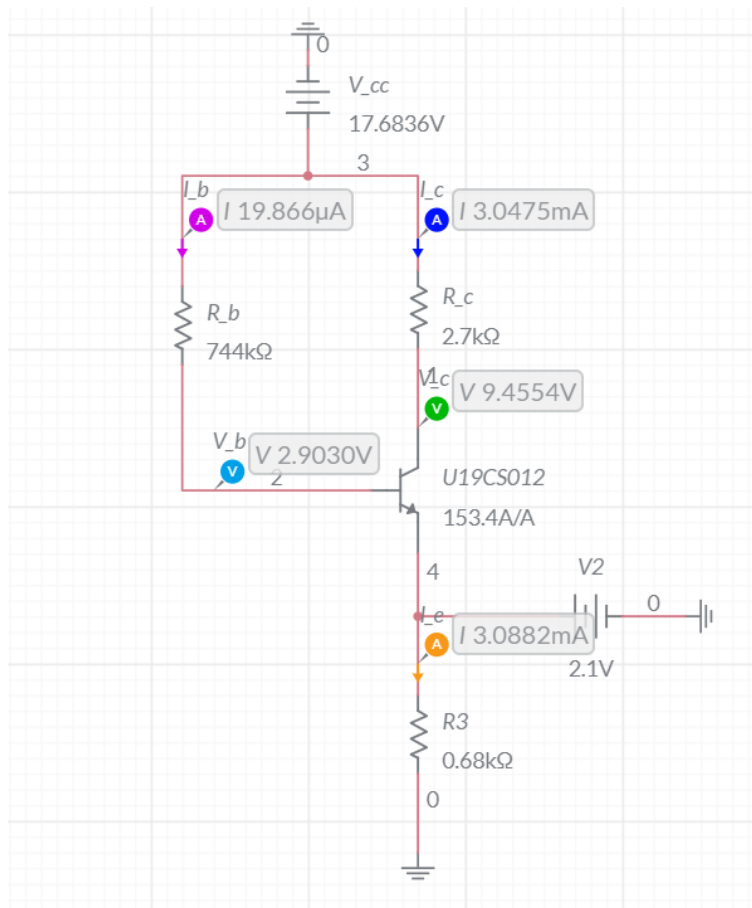 0
V_cc
17.6836V
3
I_b
A
I 19.866μA
I_c
A
I 3.0475mA
R_b
744kΩ
R_c
2.7kΩ
V_c
1
V
V 9.4554V
V_b
V
V 2.9030V
2
U19CS012
153.4A/A
4
V2
0
I_e
A
I 3.0882mA
2.1V
R3
0.68kΩ
0